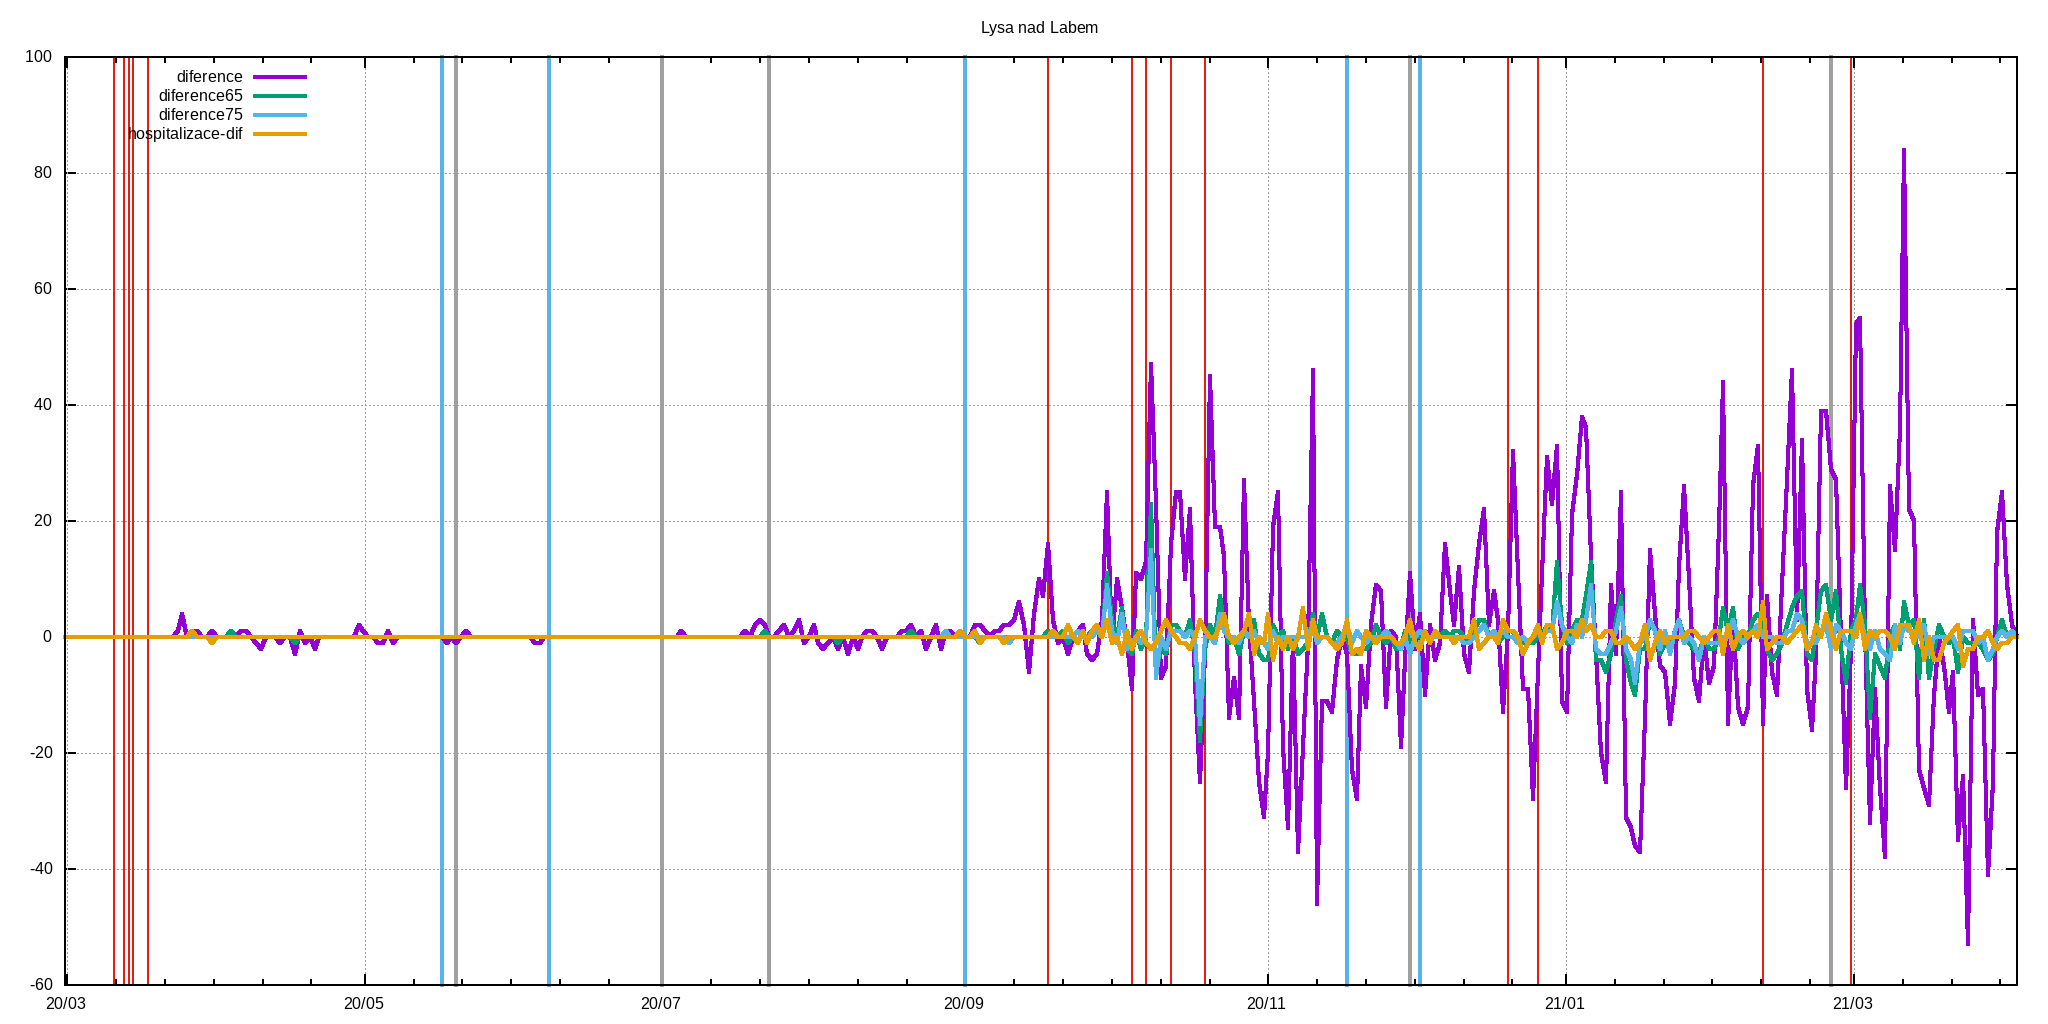 Lysa nad Labem
100
80
60
40
20
0
-20
-40
-60
diference
diference65
diference75
hospitalizace-dif
20/03 20/05 20/07 20/09 20/11 21/01 21/03